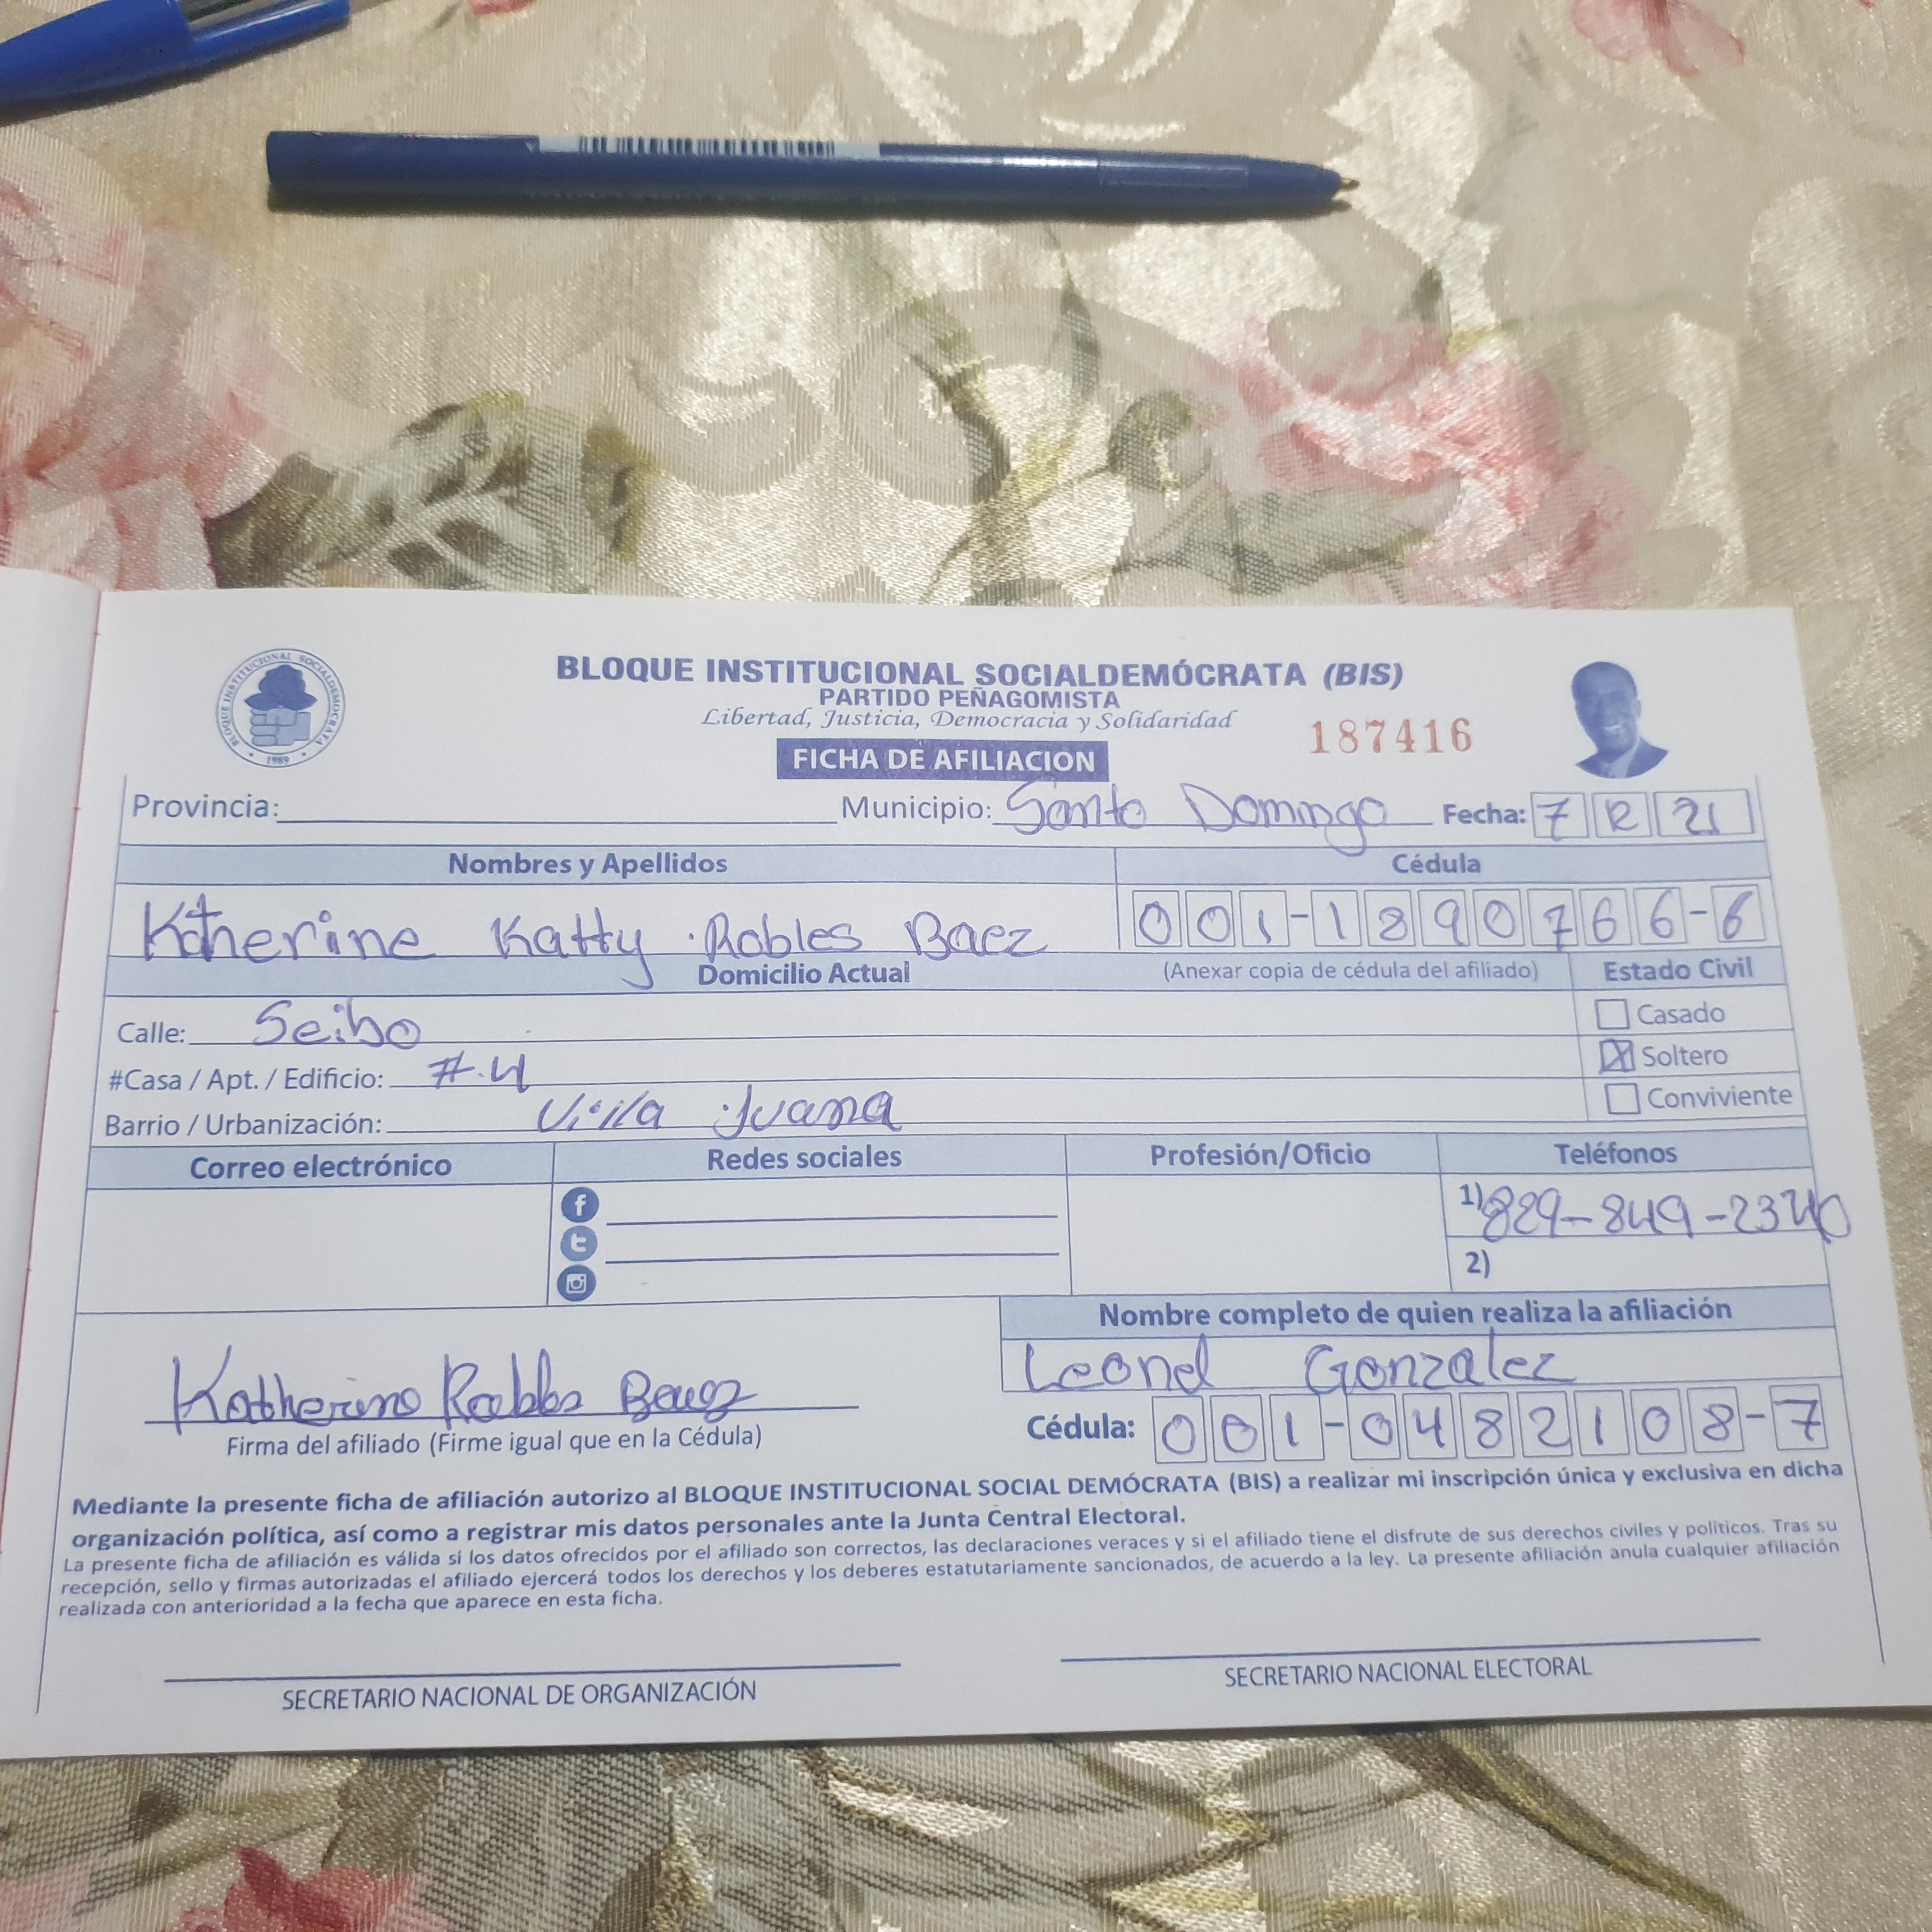 BLOQUE INSTITUCIONAL SOCIALDEMÓCRATA
1989
BLOQUE INSTITUCIONAL SOCIALDEMÓCRATA (BIS)
PARTIDO PEÑAGOMISTA
Libertad, Justicia, Democracia y Solidaridad
187416
FICHA DE AFILIACION
Provincia: Municipio: Santo Domingo Fecha: 7 12 21
Nombres y Apellidos Cédula
Katherine Katty Robles Baez 001-1890766-6
Domicilio Actual (Anexar copia de cédula del afiliado) Estado Civil
Calle: Seibo Casado
#Casa / Apt. / Edificio: #.4 Soltero
Barrio / Urbanización: Villa Juana Conviviente
Correo electrónico Redes sociales Profesión/Oficio Teléfonos
1) 829-849-2340
2)
Nombre completo de quien realiza la afiliación
Leonel Gonzalez
Katherine Robles Baez
Cédula: 001-0482108-7
Firma del afiliado (Firme igual que en la Cédula)
Mediante la presente ficha de afiliación autorizo al BLOQUE INSTITUCIONAL SOCIAL DEMÓCRATA (BIS) a realizar mi inscripción única y exclusiva en dicha
organización política, así como a registrar mis datos personales ante la Junta Central Electoral.
La presente ficha de afiliación es válida si los datos ofrecidos por el afiliado son correctos, las declaraciones veraces y si el afiliado tiene el disfrute de sus derechos civiles y políticos. Tras su
recepción, sello y firmas autorizadas el afiliado ejercerá todos los derechos y los deberes estatutariamente sancionados, de acuerdo a la ley. La presente afiliación anula cualquier afiliación
realizada con anterioridad a la fecha que aparece en esta ficha.
SECRETARIO NACIONAL DE ORGANIZACIÓN SECRETARIO NACIONAL ELECTORAL